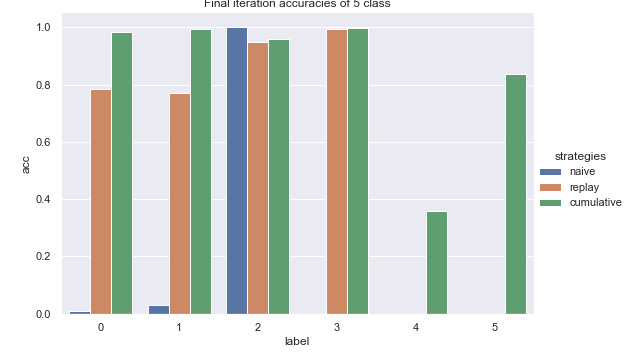 Final iteration accuracies of 5 class
1.0
0.8
0.6
0.4
0.2
0.0
acc
0 1 2 3 4 5
label
strategies
naive
replay
cumulative